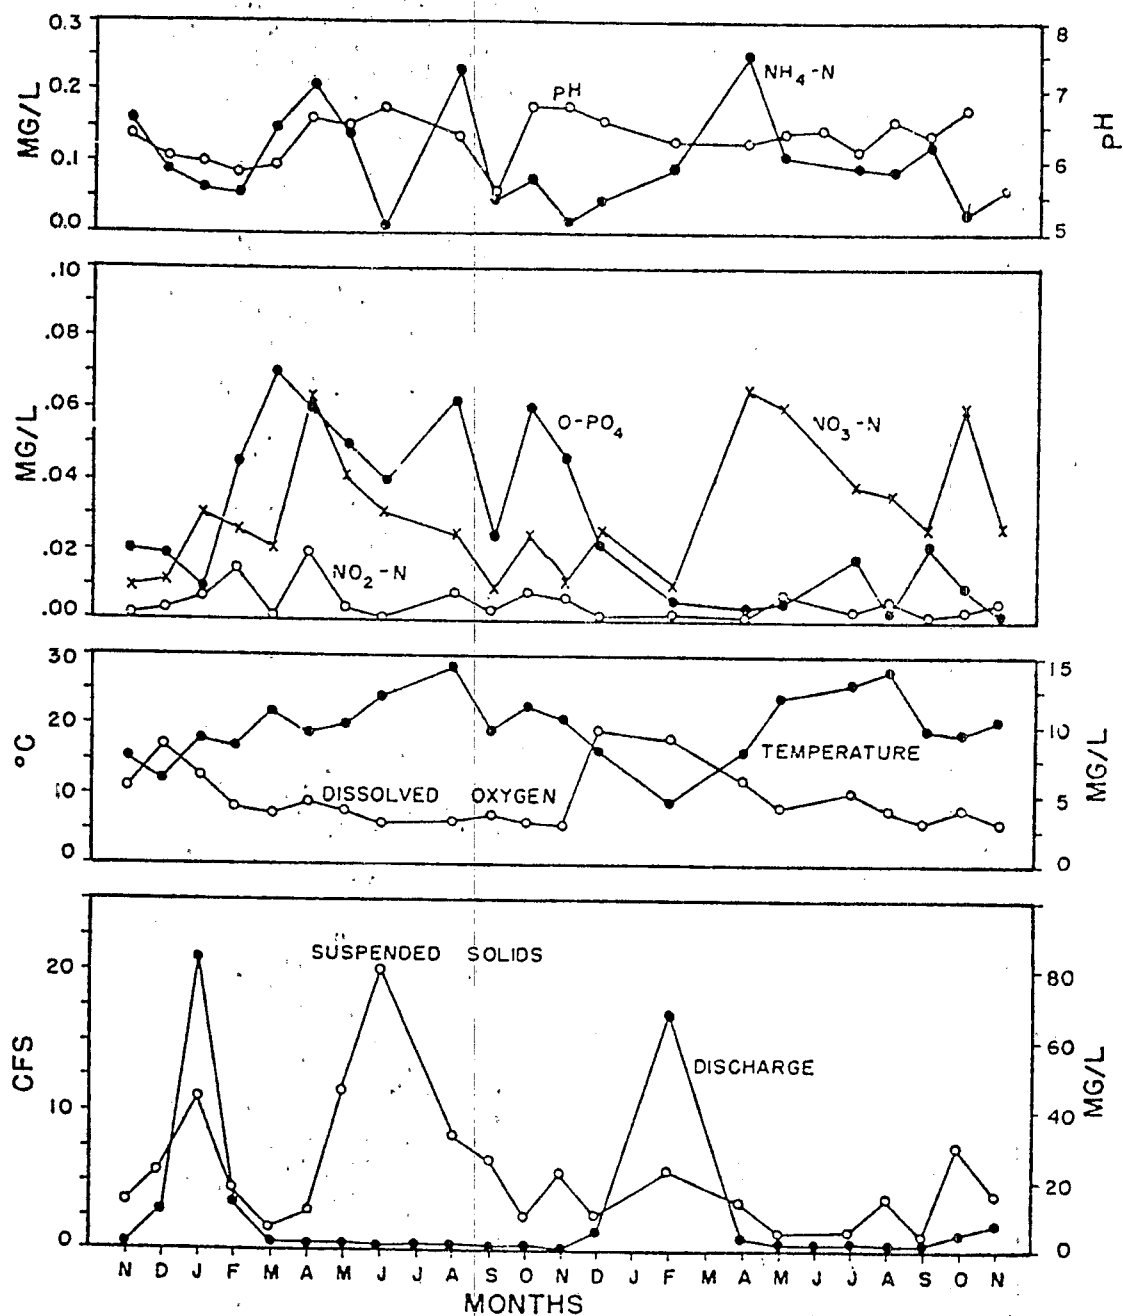 0.3
0.2
0.1
0.0
MG/L
8
7
6
5
PH
PH
NH₄-N
.10
.08
.06
.04
.02
.00
MG/L
O-PO₄
NO₃-N
NO₂-N
30
20
10
0
°C
15
10
5
0
MG/L
TEMPERATURE
DISSOLVED OXYGEN
20
10
0
CFS
80
60
40
20
0
MG/L
SUSPENDED SOLIDS
DISCHARGE
N D J F M A M J J A S O N D J F M A M J J A S O N
MONTHS